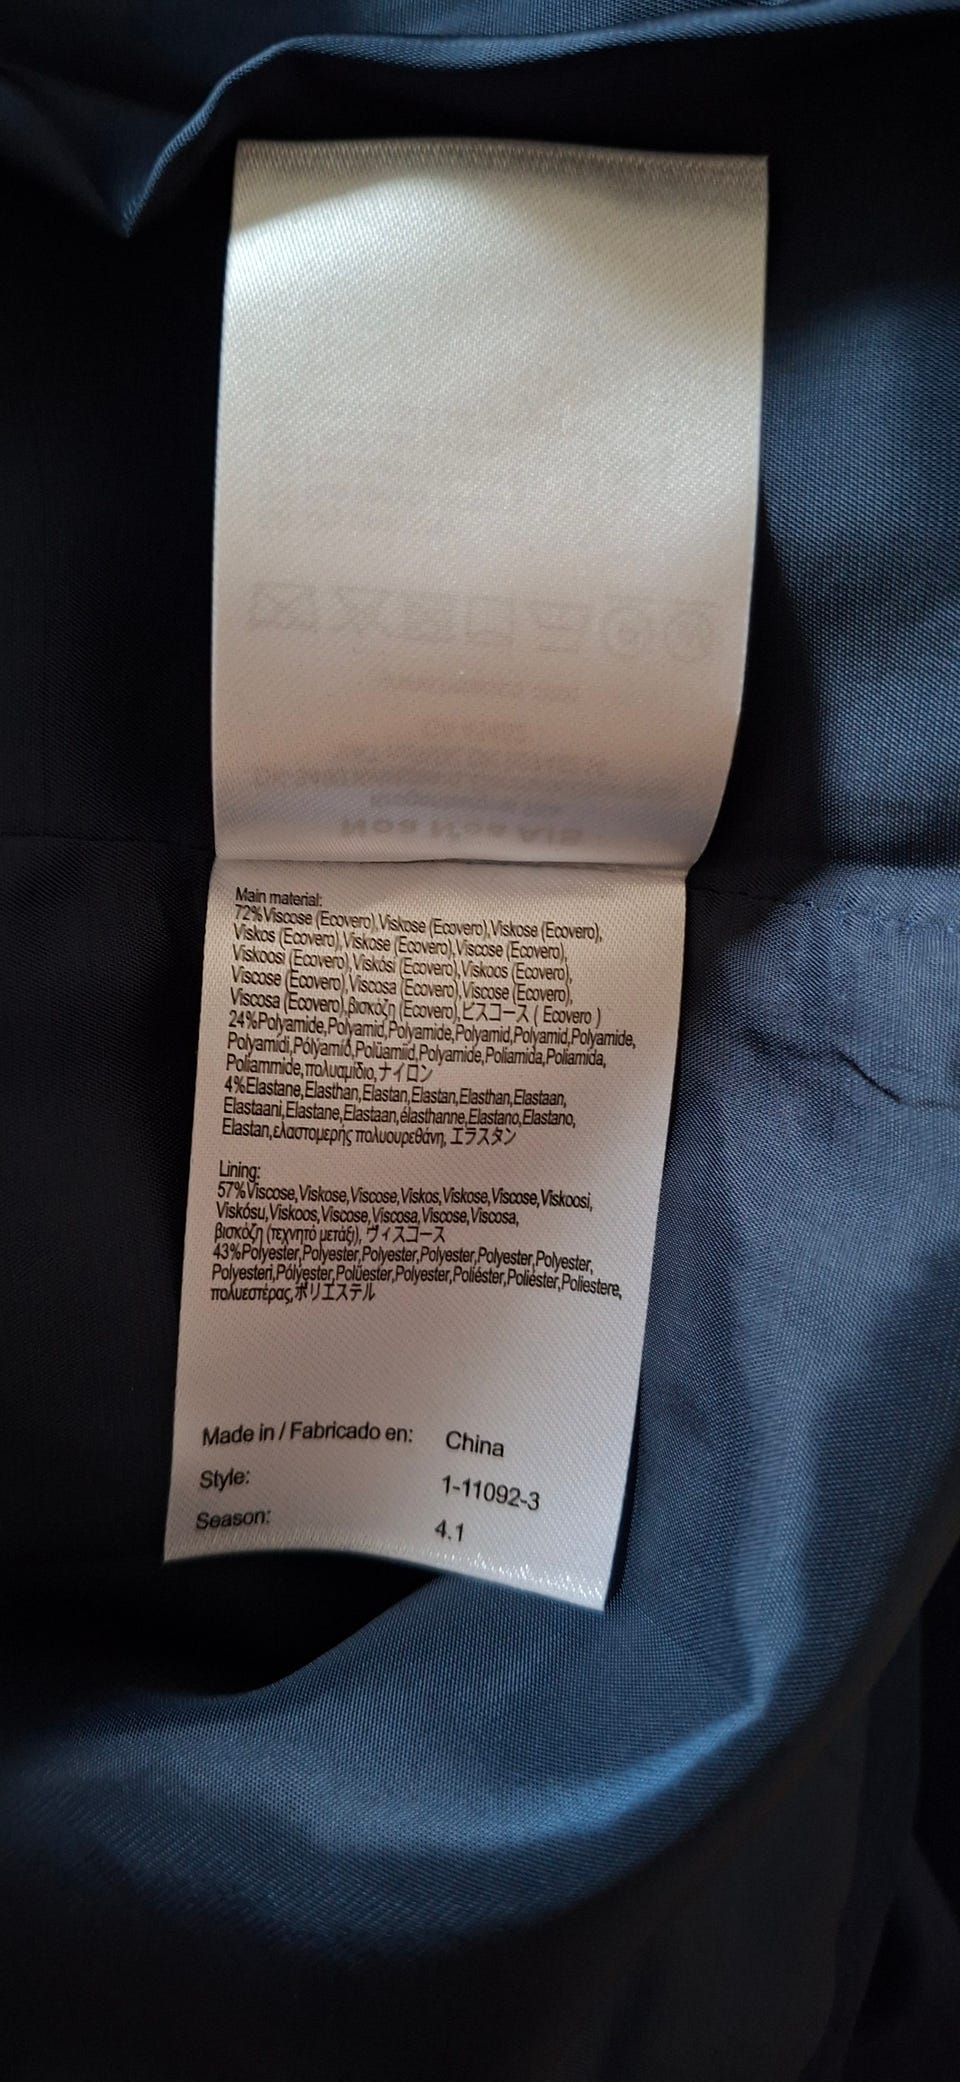 Noa Noa A/S
Main material:
72%Viscose (Ecovero),Viskose (Ecovero),Viskose (Ecovero),
Viskos (Ecovero),Viskose (Ecovero),Viscose (Ecovero),
Viskoosi (Ecovero),Viskósi (Ecovero),Viskoos (Ecovero),
Viscose (Ecovero),Viscosa (Ecovero),Viscose (Ecovero),
Viscosa (Ecovero),βισκόζη (Ecovero),ビスコース ( Ecovero )
24%Polyamide,Polyamid,Polyamide,Polyamid,Polyamid,Polyamide,
Polyamidi,Pólýamíð,Polüamiid,Polyamide,Poliamida,Poliamida,
Poliammide,πολυαμίδιο,ナイロン
4%Elastane,Elasthan,Elastan,Elastan,Elasthan,Elastaan,
Elastaani,Elastane,Elastaan,élasthanne,Elastano,Elastano,
Elastan,ελαστομερής πολυουρεθάνη, エラスタン
Lining:
57%Viscose,Viskose,Viscose,Viskos,Viskose,Viscose,Viskoosi,
Viskósu,Viskoos,Viscose,Viscosa,Viscose,Viscosa,
βισκόζη (τεχνητό μετάξι), ヴィスコース
43%Polyester,Polyester,Polyester,Polyester,Polyester,Polyester,
Polyesteri,Pólýester,Polüester,Polyester,Poliéster,Poliéster,Poliestere,
πολυεστέρας,ポリエステル
Made in / Fabricado en: China
Style: 1-11092-3
Season: 4.1